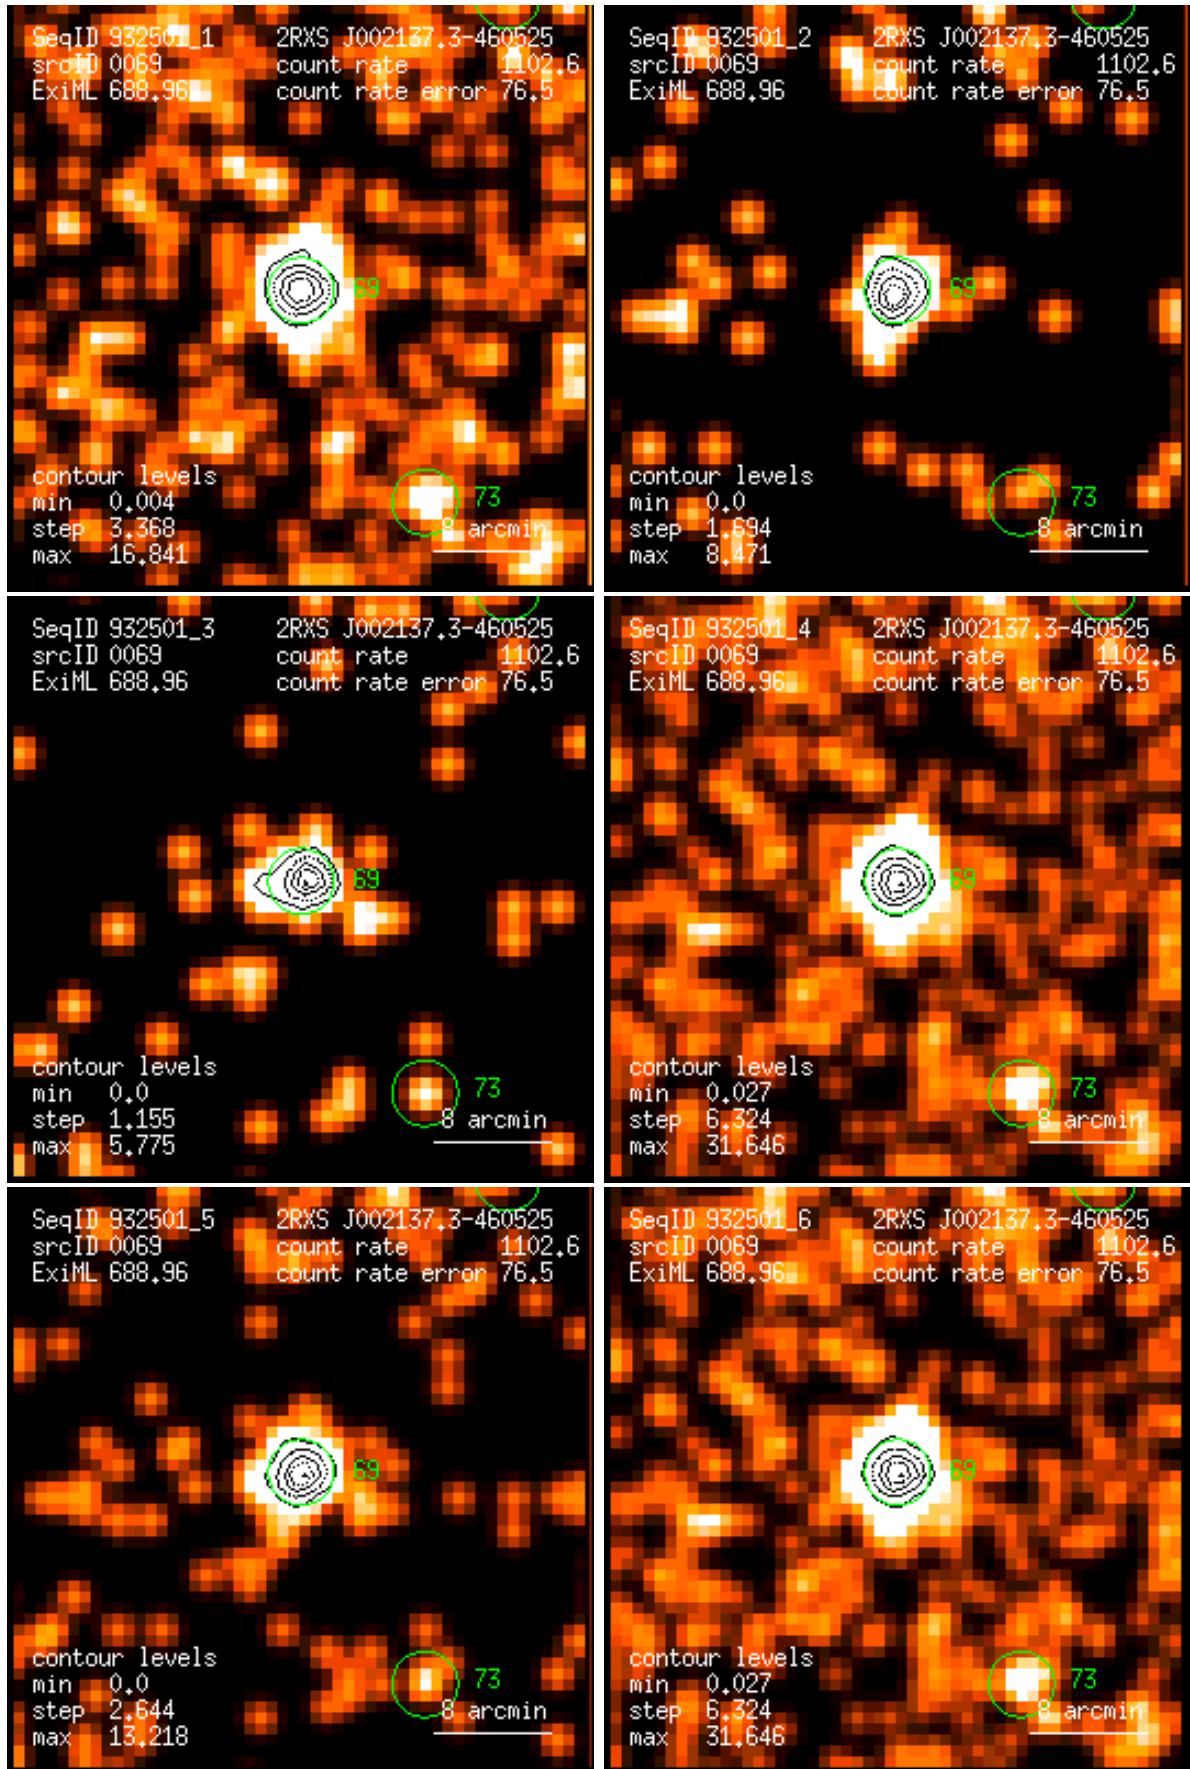 SeqID 932501_1 2RXS J002137.3-460525
srcID 0069 count rate 1102.6
ExiML 688.96 count rate error 76.5
69
contour levels
min 0.004 73
step 3.368 8 arcmin
max 16.841
SeqID 932501_2 2RXS J002137.3-460525
srcID 0069 count rate 1102.6
ExiML 688.96 count rate error 76.5
69
contour levels
min 0.0 73
step 1.694 8 arcmin
max 8.471
SeqID 932501_3 2RXS J002137.3-460525
srcID 0069 count rate 1102.6
ExiML 688.96 count rate error 76.5
69
contour levels
min 0.0 73
step 1.155 8 arcmin
max 5.775
SeqID 932501_4 2RXS J002137.3-460525
srcID 0069 count rate 1102.6
ExiML 688.96 count rate error 76.5
69
contour levels
min 0.027 73
step 6.324 8 arcmin
max 31.646
SeqID 932501_5 2RXS J002137.3-460525
srcID 0069 count rate 1102.6
ExiML 688.96 count rate error 76.5
69
contour levels
min 0.0 73
step 2.644 8 arcmin
max 13.218
SeqID 932501_6 2RXS J002137.3-460525
srcID 0069 count rate 1102.6
ExiML 688.96 count rate error 76.5
69
contour levels
min 0.027 73
step 6.324 8 arcmin
max 31.646